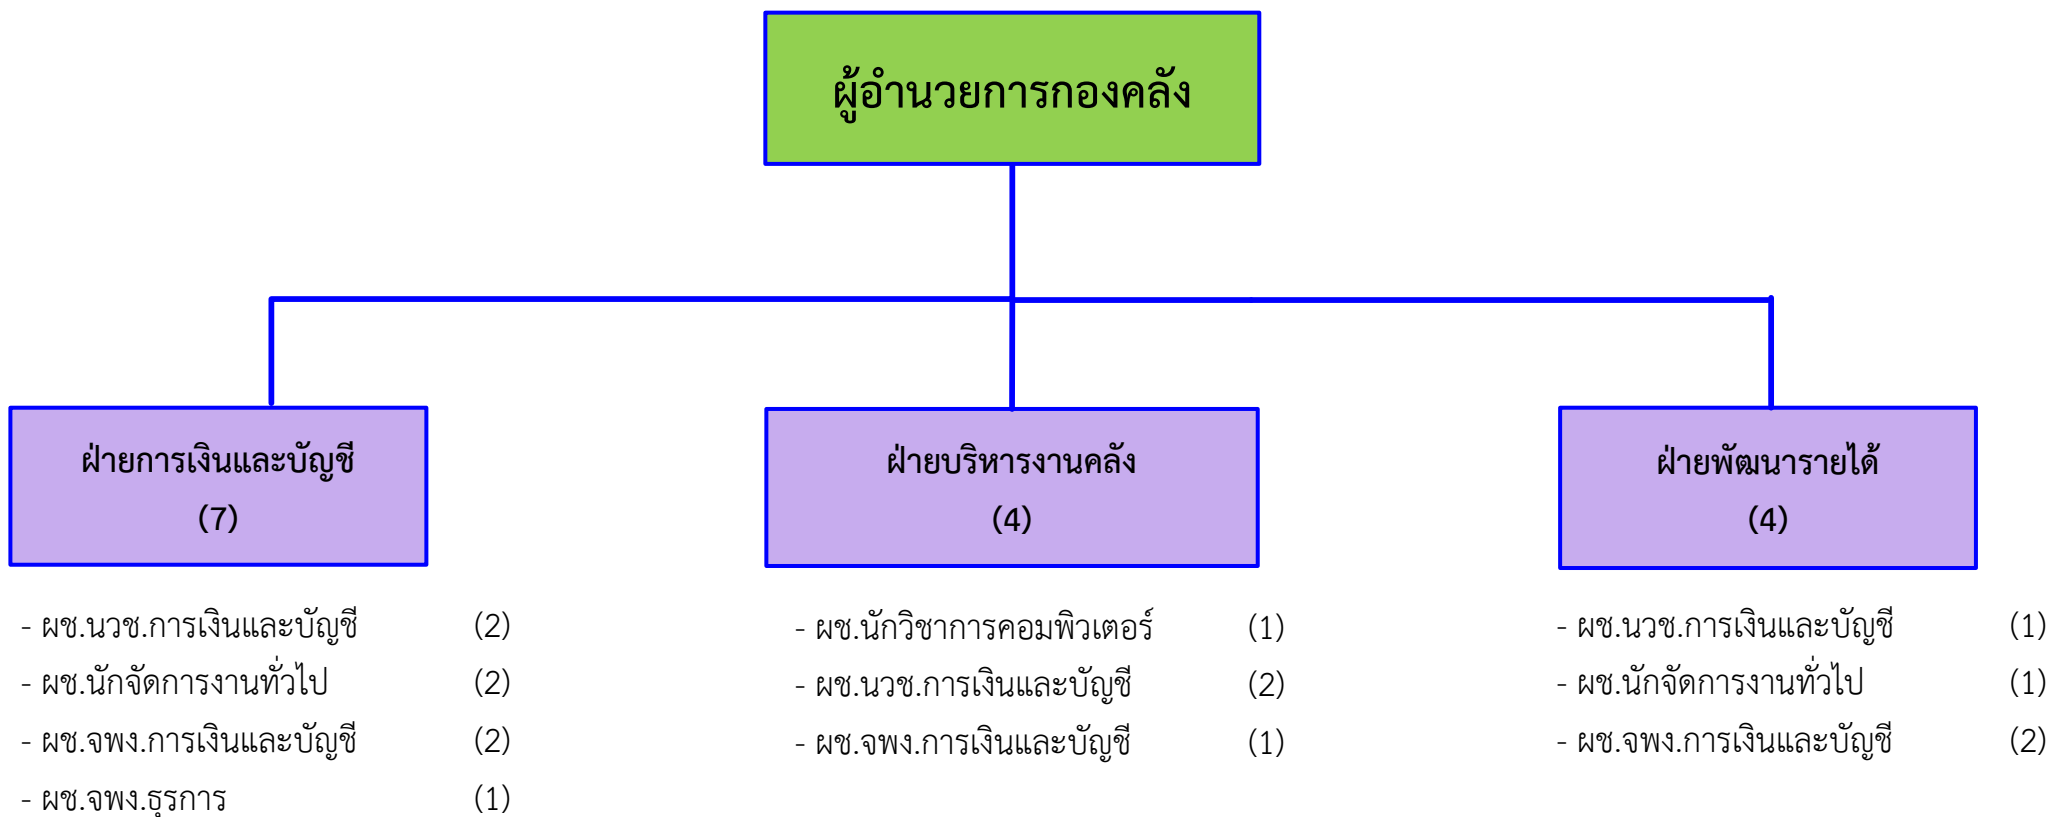 ผู้อำนวยการกองคลัง
ฝ่ายการเงินและบัญชี
(7)
- ผช.นวช.การเงินและบัญชี (2)
- ผช.นักจัดการงานทั่วไป (2)
- ผช.จพง.การเงินและบัญชี (2)
- ผช.จพง.ธุรการ (1)
ฝ่ายบริหารงานคลัง
(4)
- ผช.นักวิชาการคอมพิวเตอร์ (1)
- ผช.นวช.การเงินและบัญชี (2)
- ผช.จพง.การเงินและบัญชี (1)
ฝ่ายพัฒนารายได้
(4)
- ผช.นวช.การเงินและบัญชี (1)
- ผช.นักจัดการงานทั่วไป (1)
- ผช.จพง.การเงินและบัญชี (2)